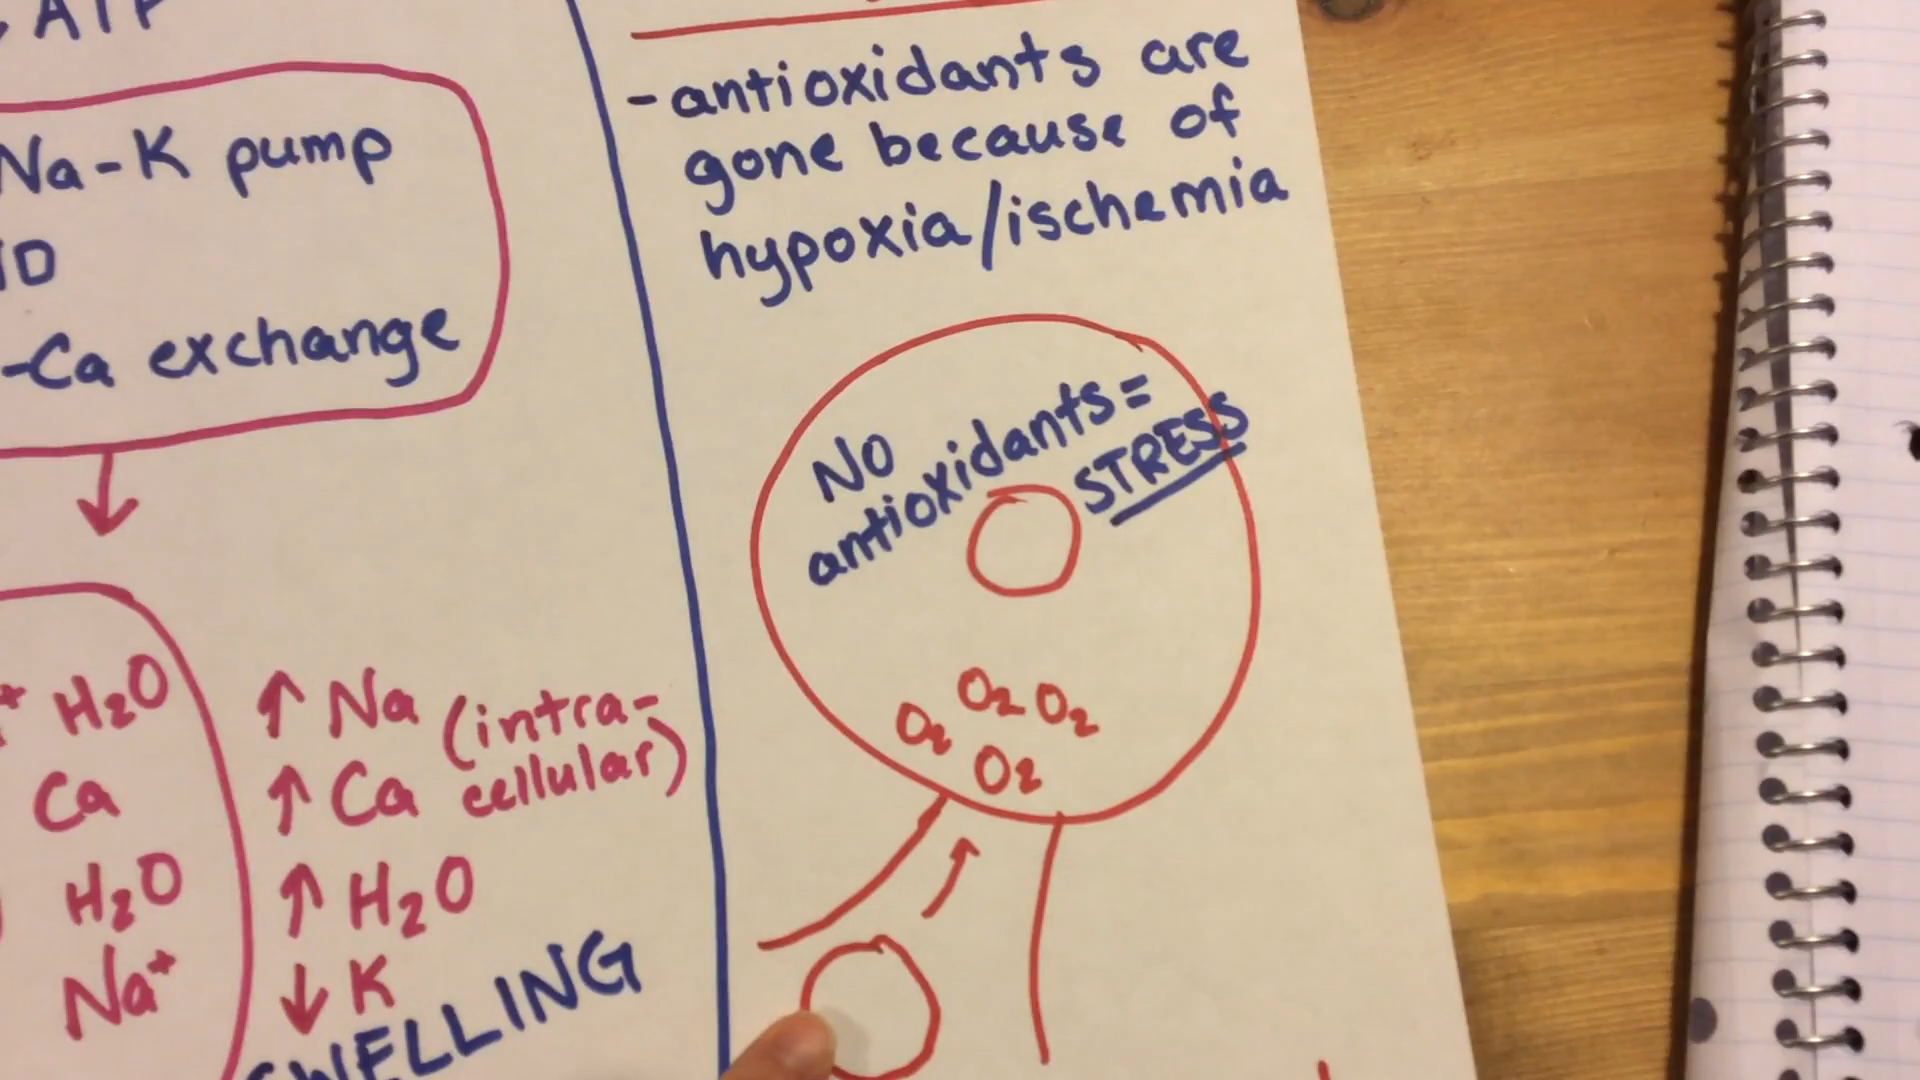 ATP
Na-K pump
-Ca exchange
H2O
Ca
H2O
Na+
↑ Na (intra-
↑ Ca cellular)
↑ H2O
↓ K
SWELLING
-antioxidants are
gone because of
hypoxia/ischemia
NO
antioxidants=
STRESS
O2 O2 O2
O2